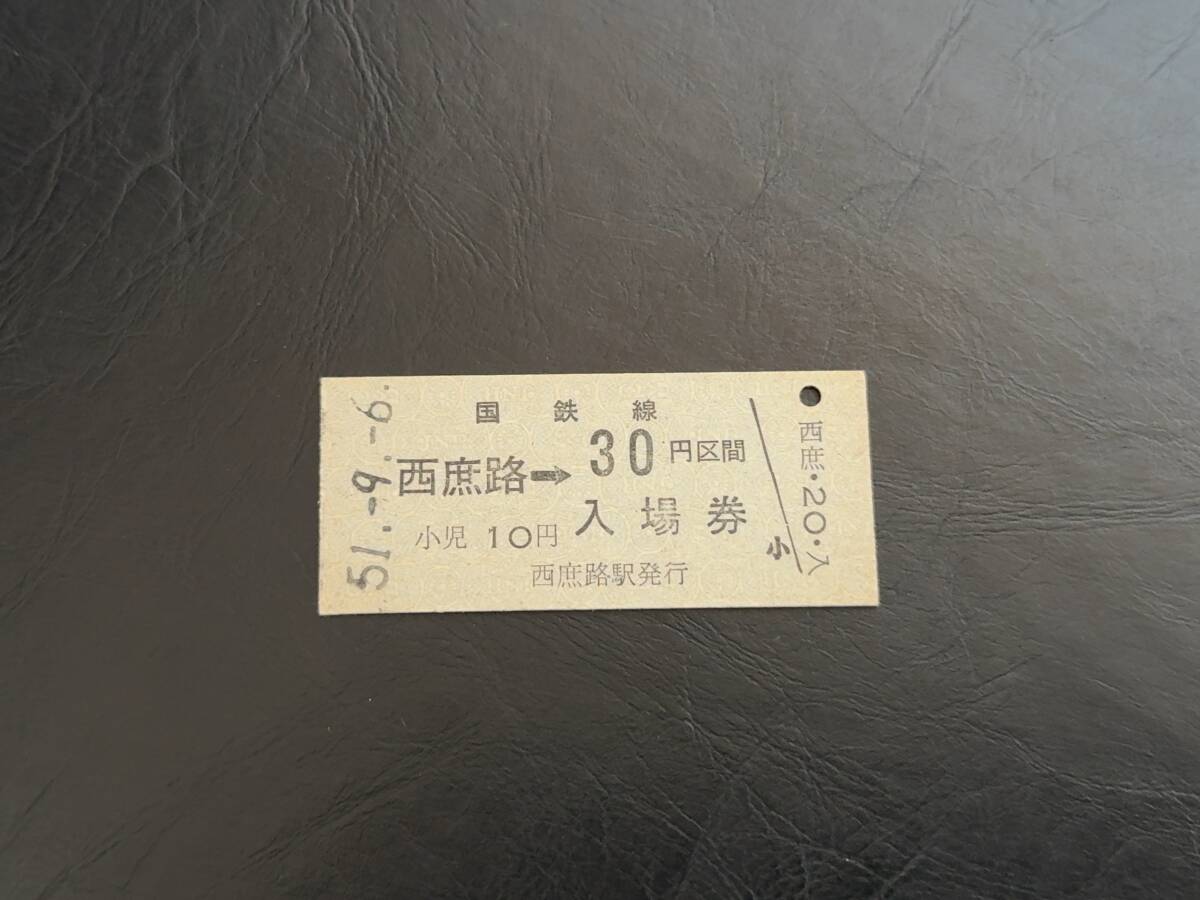 51.-9.-6.
国鉄線
西庶路→30円区間
小児 10円 入場券
西庶路駅発行
小
西庶・20・入